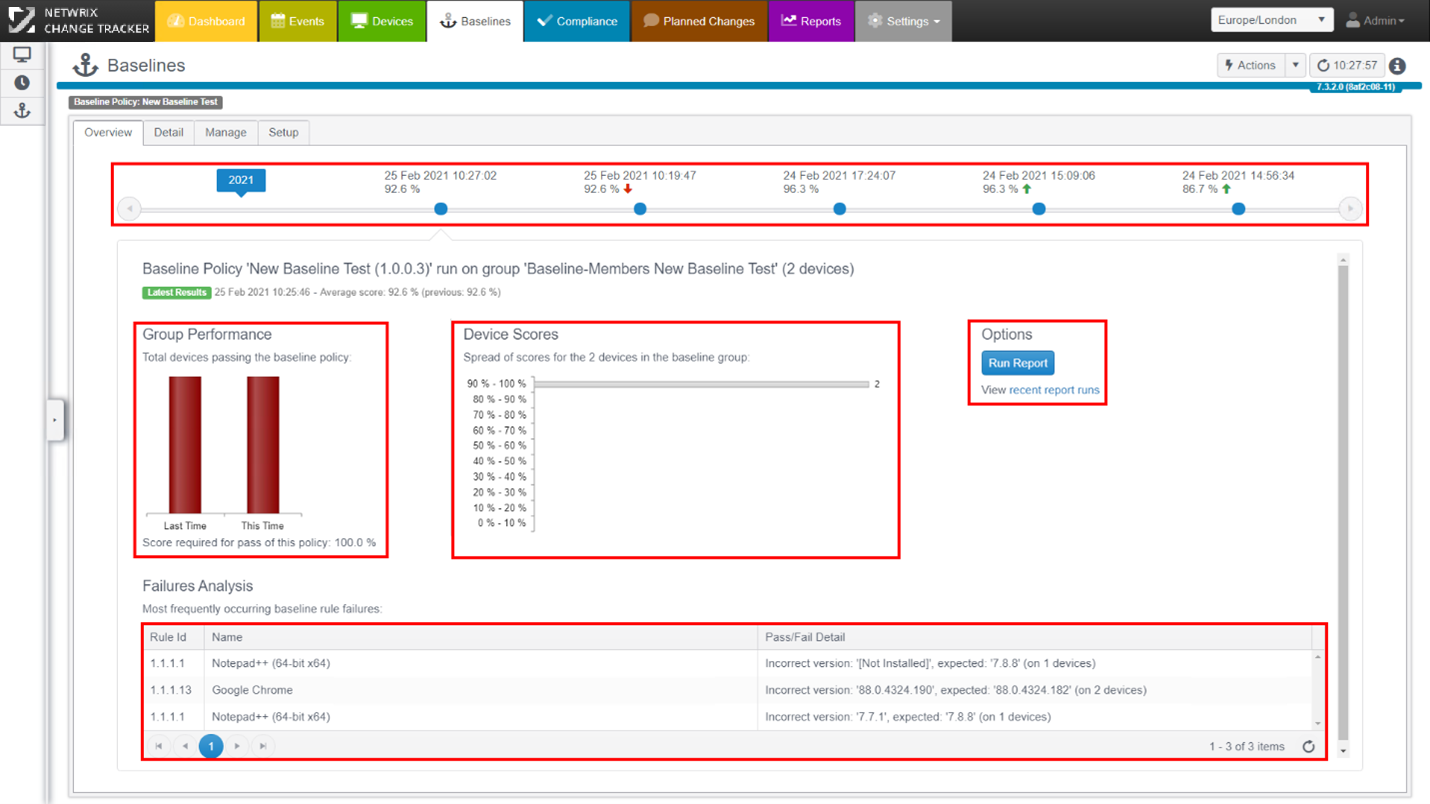 NETWRIX
CHANGE TRACKER
Dashboard
Events
Devices
Baselines
Compliance
Planned Changes
Reports
Settings
Europe/London
Admin
Baselines
Actions
10:27:57
7.3.2.0 (8af2c08-11)
Baseline Policy: New Baseline Test
Overview
Detail
Manage
Setup
2021
25 Feb 2021 10:27:02
92.6 %
25 Feb 2021 10:19:47
92.6 %
24 Feb 2021 17:24:07
96.3 %
24 Feb 2021 15:09:06
96.3 %
24 Feb 2021 14:56:34
86.7 %
Baseline Policy 'New Baseline Test (1.0.0.3)' run on group 'Baseline-Members New Baseline Test' (2 devices)
Latest Results 25 Feb 2021 10:25:46 - Average score: 92.6 % (previous: 92.6 %)
Group Performance
Total devices passing the baseline policy:
Last Time
This Time
Score required for pass of this policy: 100.0 %
Device Scores
Spread of scores for the 2 devices in the baseline group:
90 % - 100 %
2
80 % - 90 %
70 % - 80 %
60 % - 70 %
50 % - 60 %
40 % - 50 %
30 % - 40 %
20 % - 30 %
10 % - 20 %
0 % - 10 %
Options
Run Report
View recent report runs
Failures Analysis
Most frequently occurring baseline rule failures:
Rule Id Name Pass/Fail Detail
1.1.1.1 Notepad++ (64-bit x64) Incorrect version: '[Not Installed]', expected: '7.8.8' (on 1 devices)
1.1.1.13 Google Chrome Incorrect version: '88.0.4324.190', expected: '88.0.4324.182' (on 2 devices)
1.1.1.1 Notepad++ (64-bit x64) Incorrect version: '7.7.1', expected: '7.8.8' (on 1 devices)
1
1 - 3 of 3 items